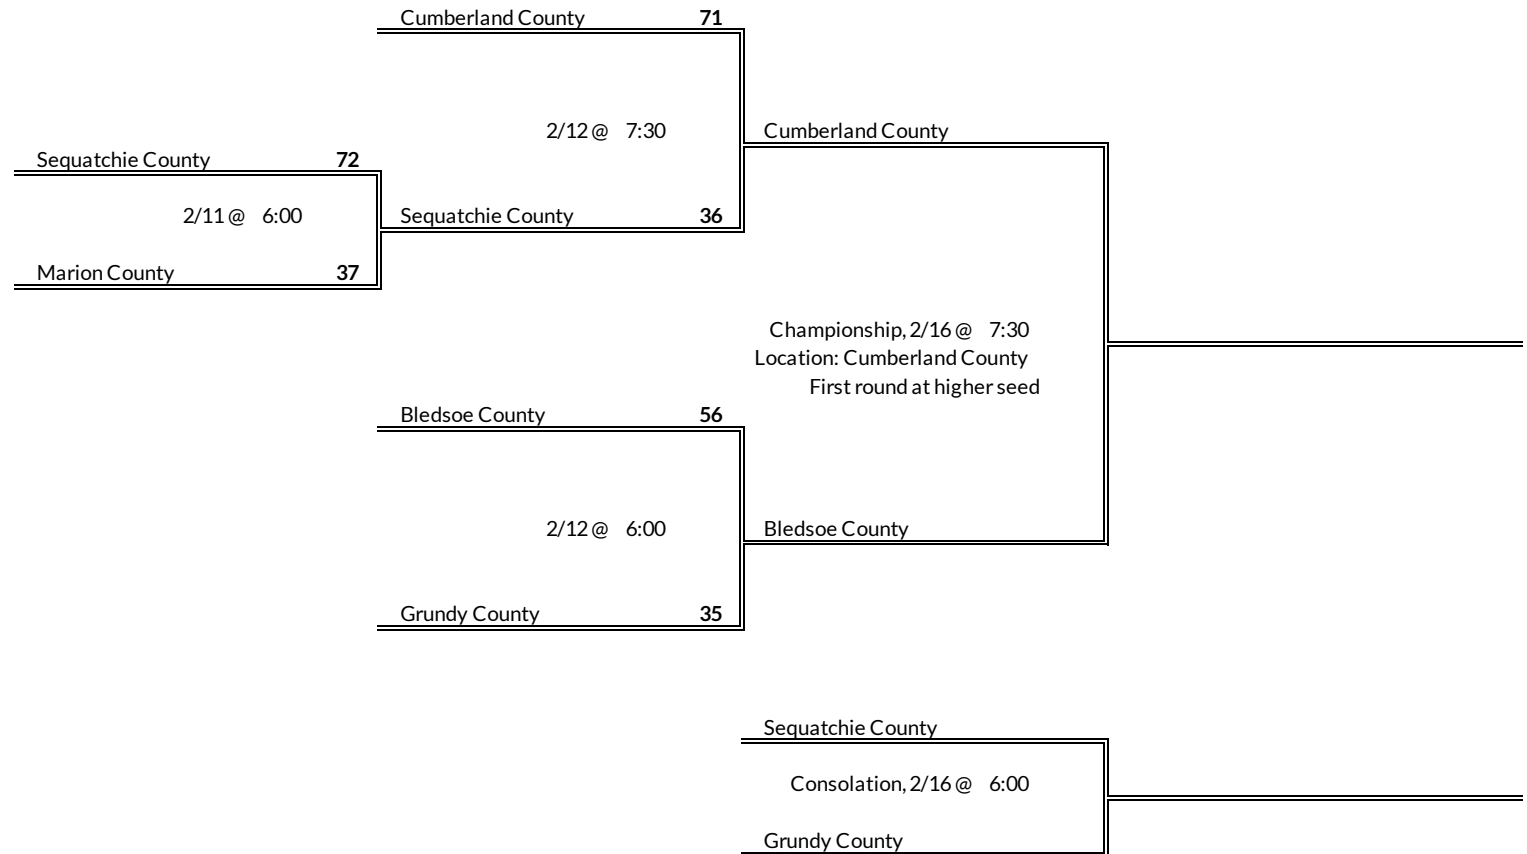 Cumberland County 71
2/12 @ 7:30
Cumberland County
Sequatchie County 72
2/11 @ 6:00
Sequatchie County 36
Marion County 37
Championship, 2/16 @ 7:30
Location: Cumberland County
First round at higher seed
Bledsoe County 56
2/12 @ 6:00
Bledsoe County
Grundy County 35
Sequatchie County
Consolation, 2/16 @ 6:00
Grundy County